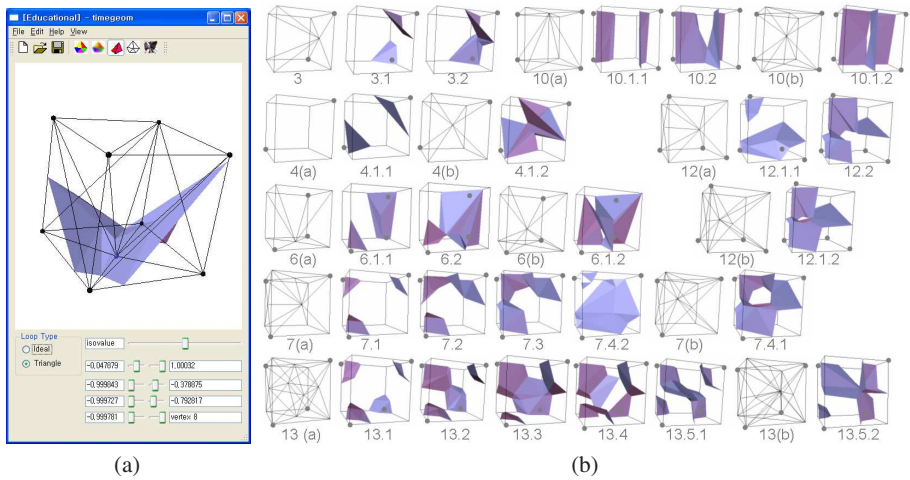 [Educational] - timegeom
File Edit Help View
Loop Type
Ideal
Triangle
isovalue
-0.047879 1.00032
-0.999843 -0.378875
-0.999727 -0.792817
-0.999781 vertex 8
(a)
3 3.1 3.2 10(a) 10.1.1 10.2 10(b) 10.1.2
4(a) 4.1.1 4(b) 4.1.2 12(a) 12.1.1 12.2
6(a) 6.1.1 6.2 6(b) 6.1.2 12(b) 12.1.2
7(a) 7.1 7.2 7.3 7.4.2 7(b) 7.4.1
13 (a) 13.1 13.2 13.3 13.4 13.5.1 13(b) 13.5.2
(b)